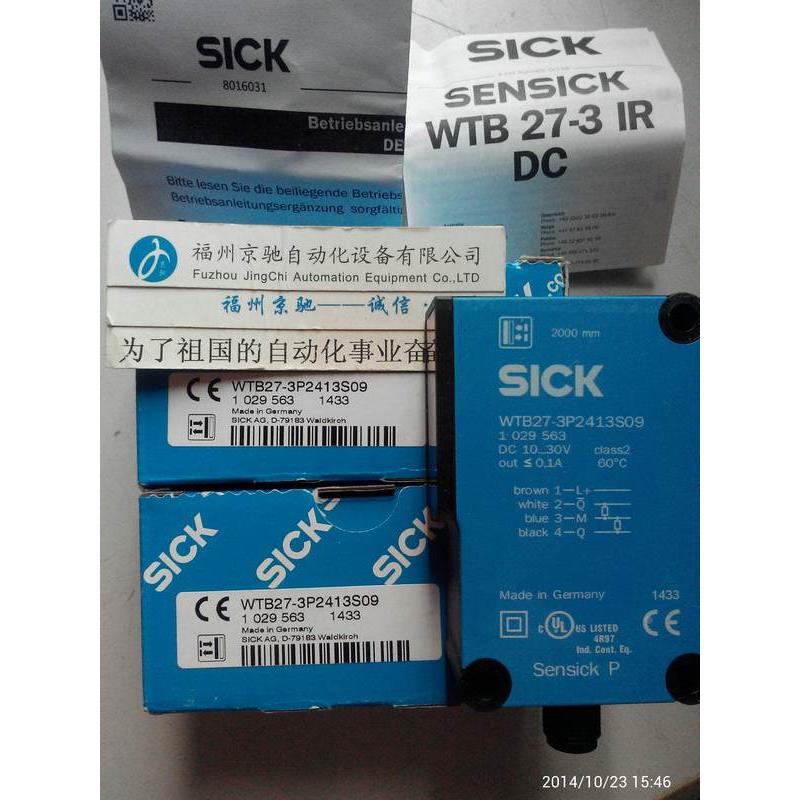 SICK
8016031
Betriebsanle
DE
Bitte lesen Sie die beiliegende Betriebs
Betriebsanleitungsergänzung sorgfälti
SICK
SENSICK
WTB 27-3 IR
DC
福州京驰自动化设备有限公司
Fuzhou JingChi Automation Equipment Co.,LTD
福州京驰——诚信·
为了祖国的自动化事业奋
WTB27-3P2413S09
1 029 563 1433
Made in Germany
SICK AG, D-79183 Waldkirch
SICK
SICK
SICK
WTB27-3P2413S09
1 029 563 1433
Made in Germany
SICK AG, D-79183 Waldkirch
2000 mm
SICK
WTB27-3P2413S09
1 029 563
DC 10...30V class2
out ≤ 0,1A 60°C
brown 1 L+
white 2 Q̅
blue 3 M
black 4 Q
Made in Germany 1433
C UL US LISTED
4R97
Ind. Cont. Eq.
CE
Sensick P
2014/10/23 15:46